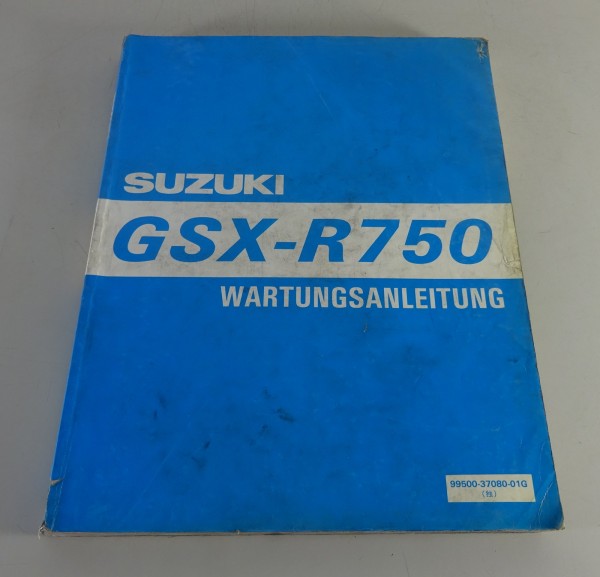 SUZUKI
GSX-R750
WARTUNGSANLEITUNG
99500-37080-01G
(独)